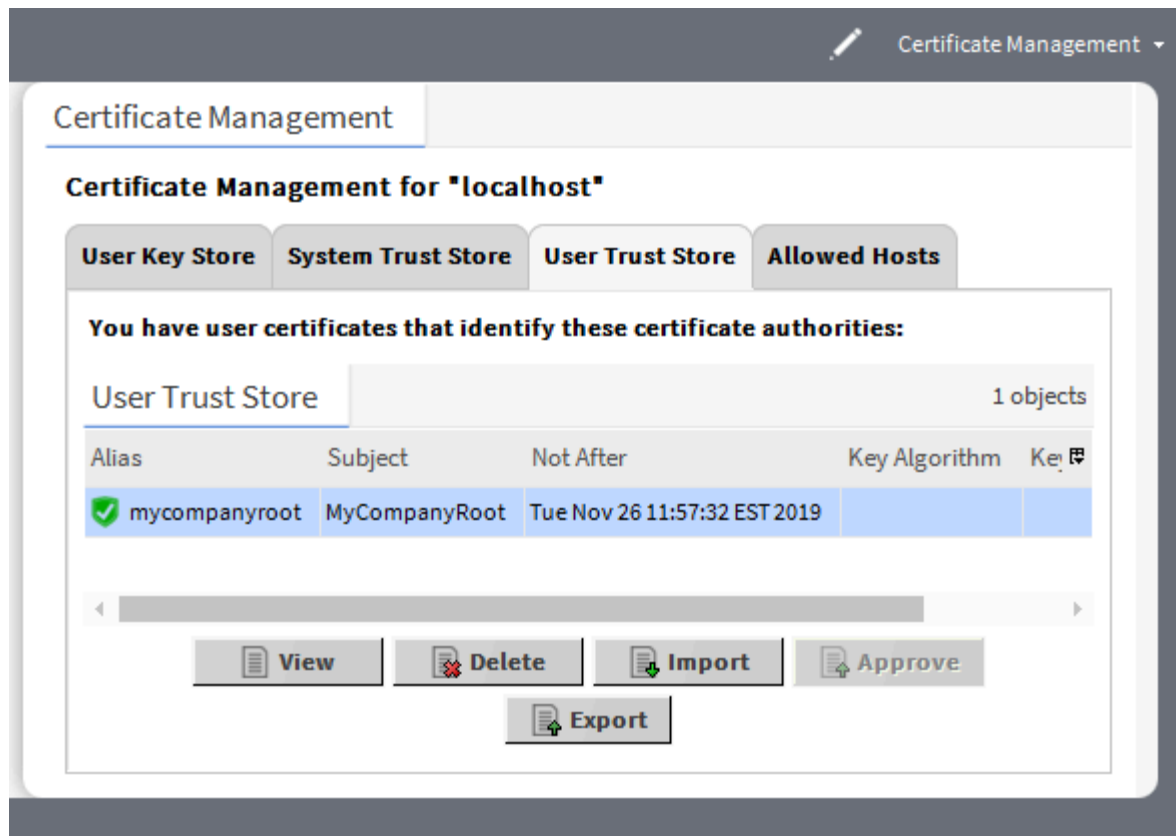 Certificate Management
Certificate Management
Certificate Management for "localhost"
User Key Store System Trust Store User Trust Store Allowed Hosts
You have user certificates that identify these certificate authorities:
User Trust Store 1 objects
Alias Subject Not After Key Algorithm Key
mycompanyroot MyCompanyRoot Tue Nov 26 11:57:32 EST 2019
View Delete Import Approve
Export